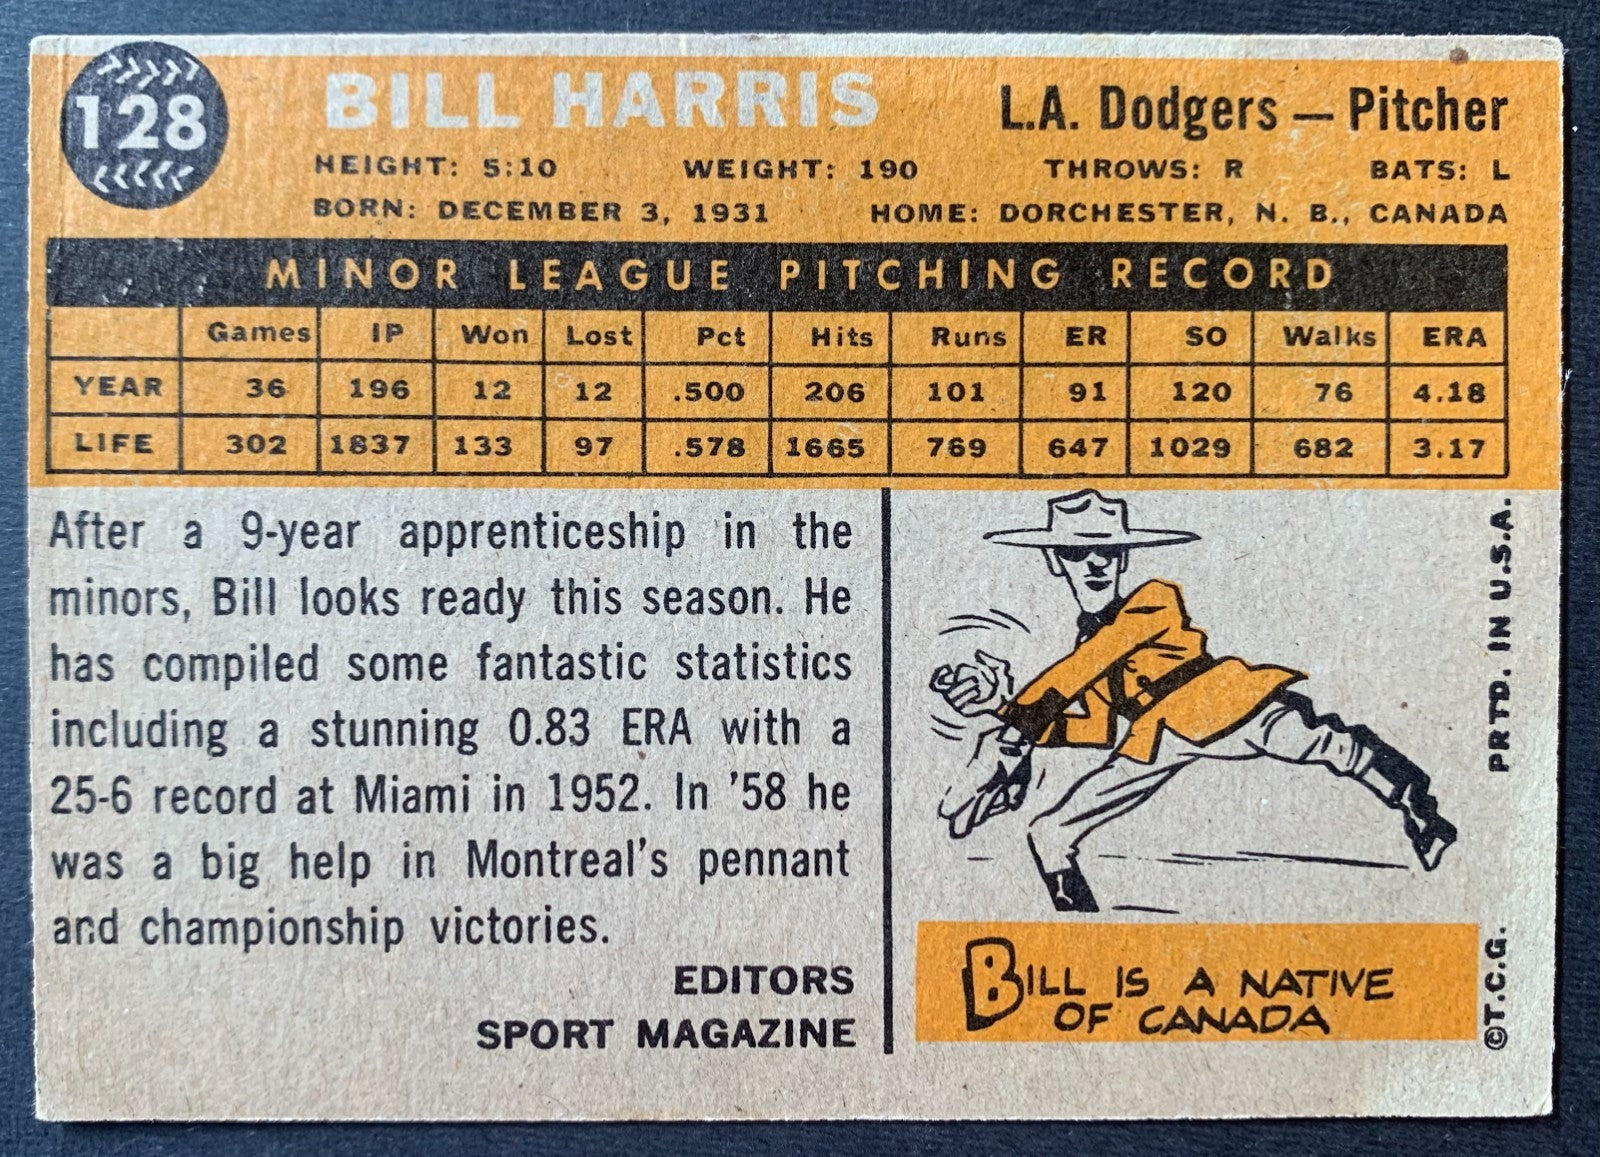 128
BILL HARRIS
L.A. Dodgers — Pitcher
HEIGHT: 5:10 WEIGHT: 190 THROWS: R BATS: L
BORN: DECEMBER 3, 1931 HOME: DORCHESTER, N. B., CANADA
MINOR LEAGUE PITCHING RECORD
Games IP Won Lost Pct Hits Runs ER SO Walks ERA
YEAR 36 196 12 12 .500 206 101 91 120 76 4.18
LIFE 302 1837 133 97 .578 1665 769 647 1029 682 3.17
After a 9-year apprenticeship in the
minors, Bill looks ready this season. He
has compiled some fantastic statistics
including a stunning 0.83 ERA with a
25-6 record at Miami in 1952. In '58 he
was a big help in Montreal's pennant
and championship victories.
EDITORS
SPORT MAGAZINE
BILL IS A NATIVE
OF CANADA
©T.C.G. PRTD. IN U.S.A.